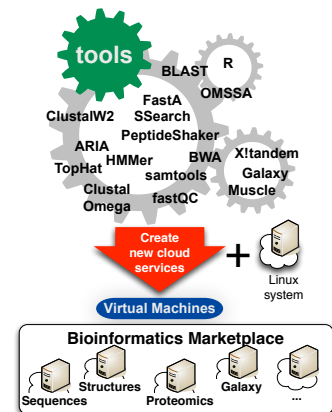 tools
R
BLAST
OMSSA
FastA
ClustalW2
SSearch
PeptideShaker
ARIA
HMMer
BWA
X!tandem
TopHat
samtools
Galaxy
Clustal
Omega
fastQC
Muscle
Create
new cloud
services
+
Linux
system
Virtual Machines
Bioinformatics Marketplace
Sequences
Structures
Proteomics
Galaxy
...